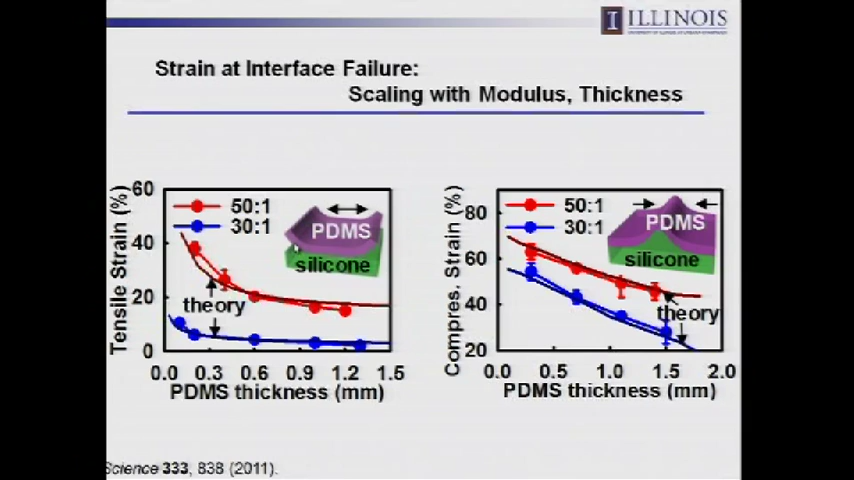 ILLINOIS
Strain at Interface Failure:
Scaling with Modulus, Thickness
Tensile Strain (%)
60
40
20
0
50:1
30:1
PDMS
silicone
theory
0.0 0.3 0.6 0.9 1.2 1.5
PDMS thickness (mm)
Compres. Strain (%)
80
60
40
20
50:1
30:1
PDMS
silicone
theory
0.0 0.5 1.0 1.5 2.0
PDMS thickness (mm)
Science 333, 838 (2011).